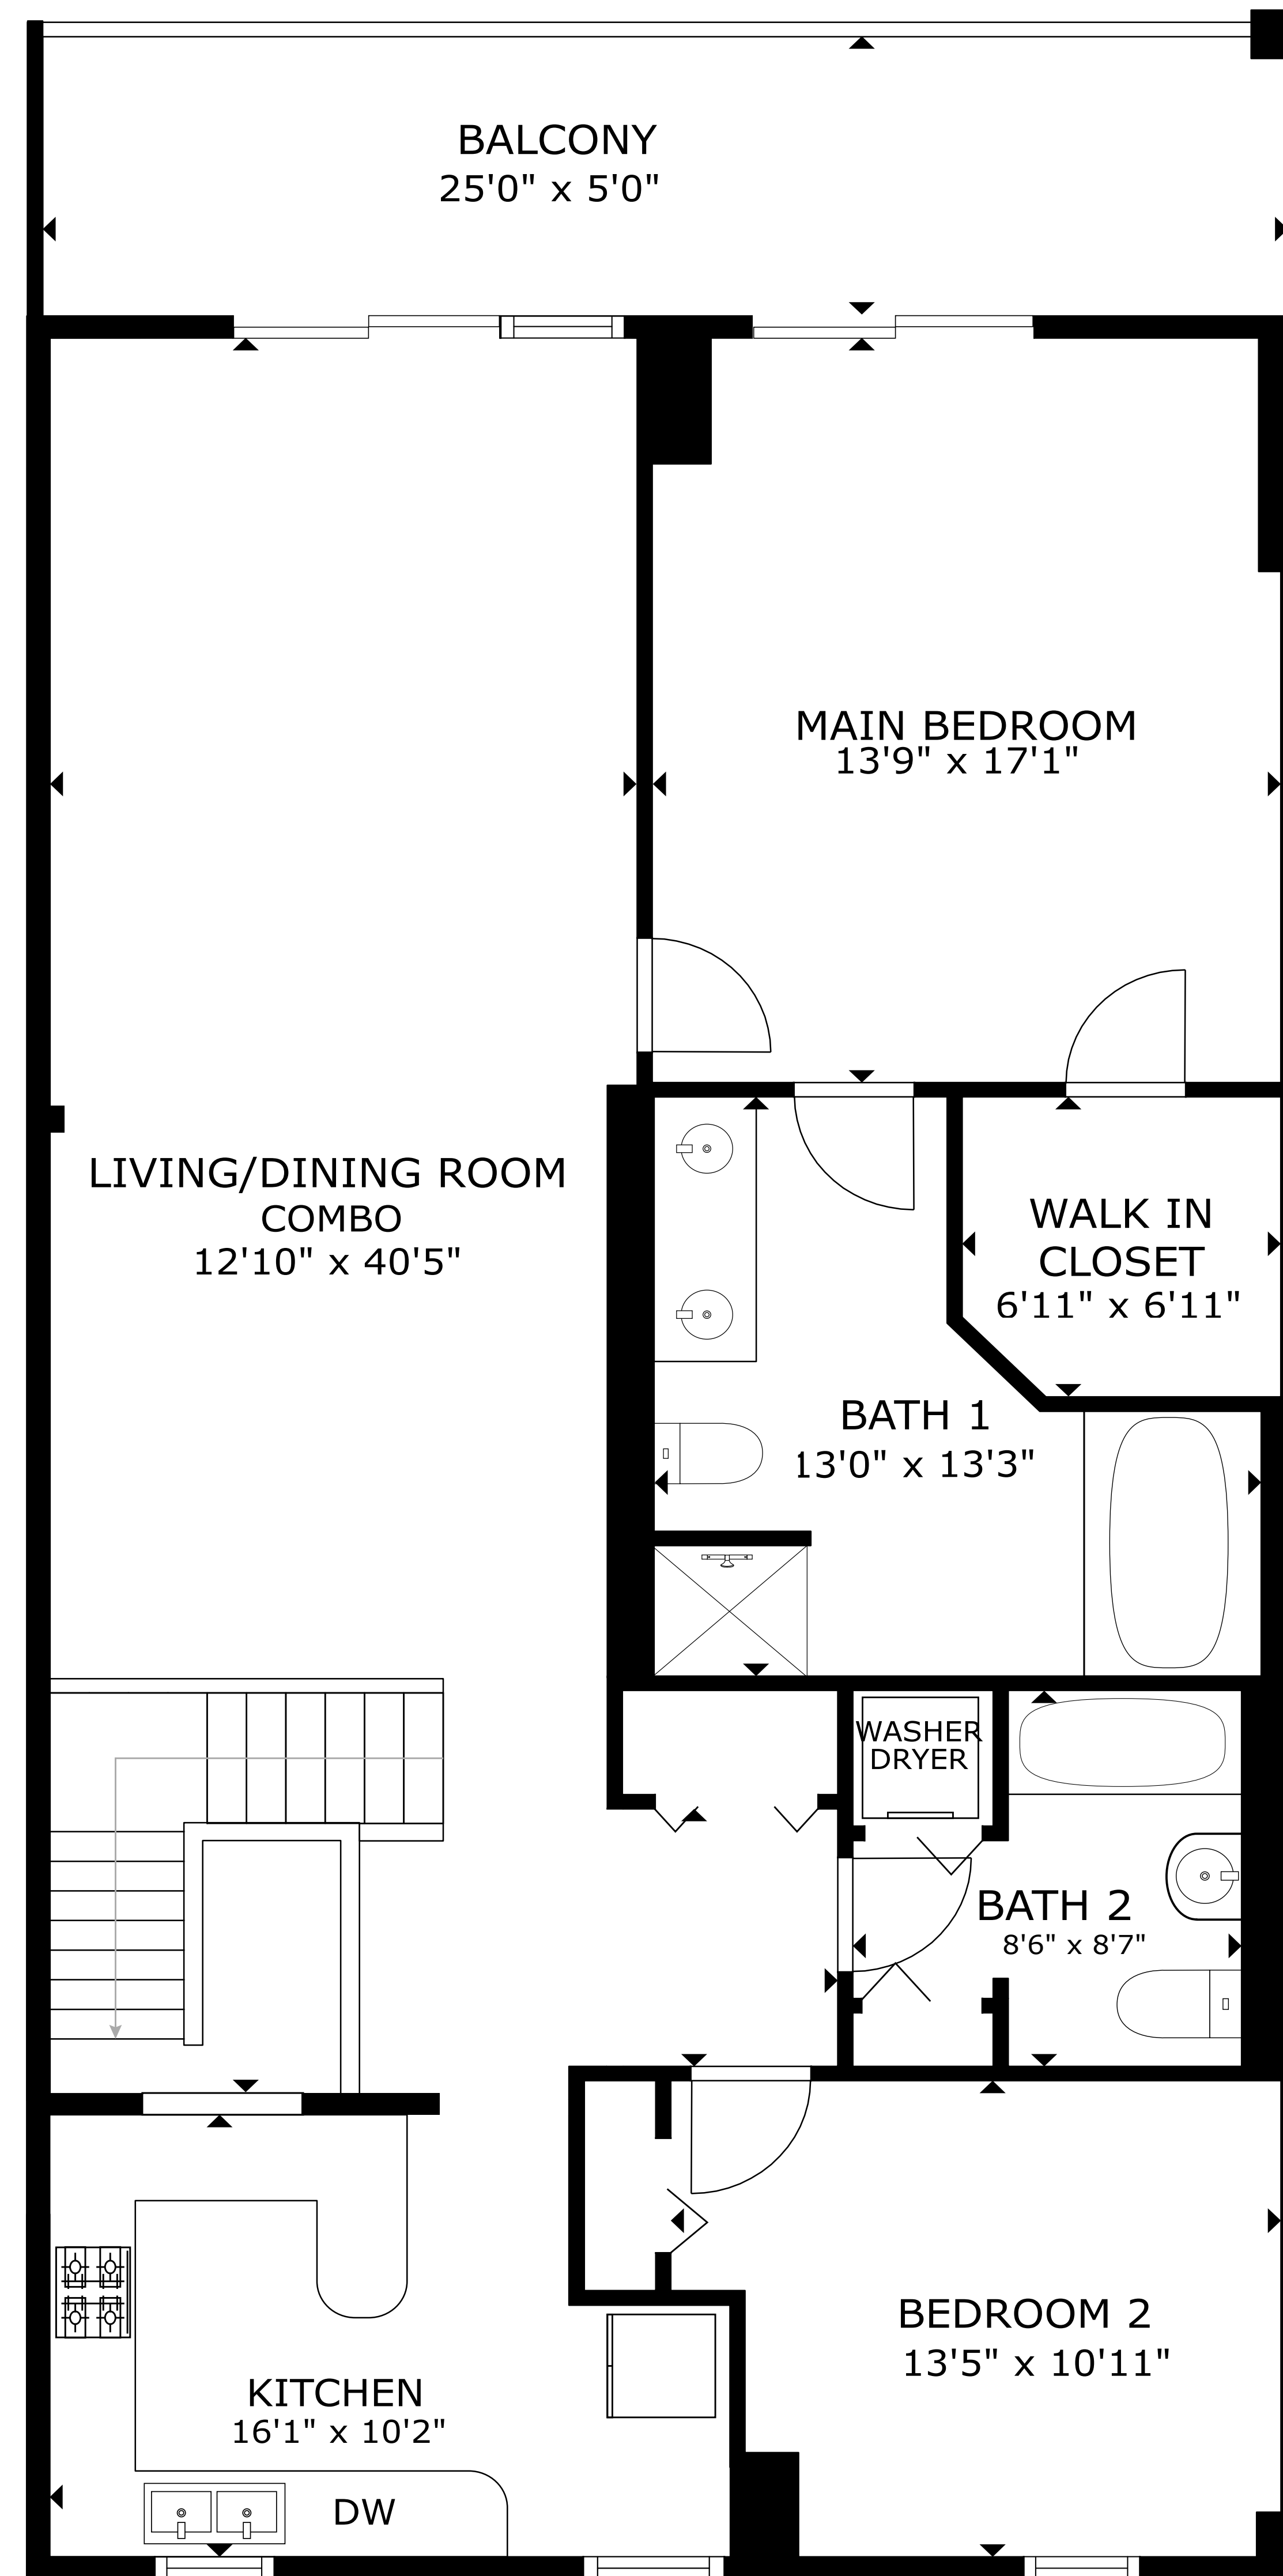 BALCONY
25'0" x 5'0"
MAIN BEDROOM
13'9" x 17'1"
LIVING/DINING ROOM
COMBO
12'10" x 40'5"
WALK IN
CLOSET
6'11" x 6'11"
BATH 1
13'0" x 13'3"
WASHER
DRYER
BATH 2
8'6" x 8'7"
BEDROOM 2
13'5" x 10'11"
KITCHEN
16'1" x 10'2"
DW